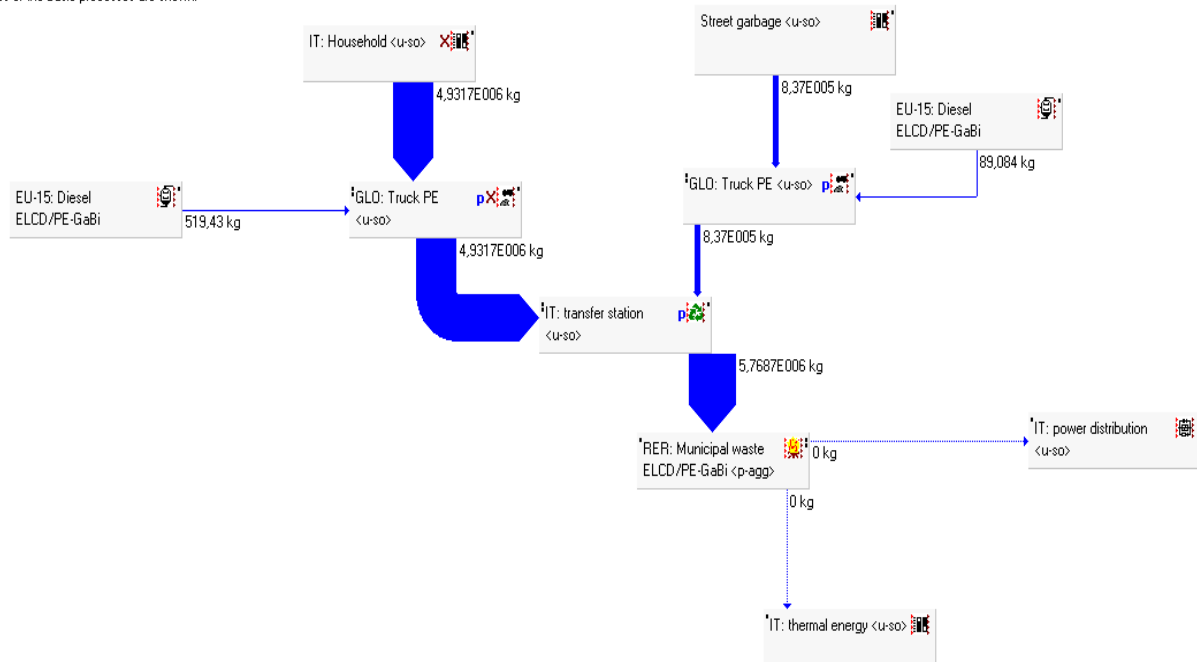 IT: Household <u-so>
Street garbage <u-so>
4,9317E006 kg
8,37E005 kg
EU-15: Diesel
ELCD/PE-GaBi
89,084 kg
EU-15: Diesel
ELCD/PE-GaBi
519,43 kg
GLO: Truck PE
<u-so>
pX
GLO: Truck PE <u-so> p
4,9317E006 kg
8,37E005 kg
IT: transfer station
<u-so>
p
5,7687E006 kg
RER: Municipal waste
ELCD/PE-GaBi <p-agg>
0 kg
IT: power distribution
<u-so>
0 kg
IT: thermal energy <u-so>